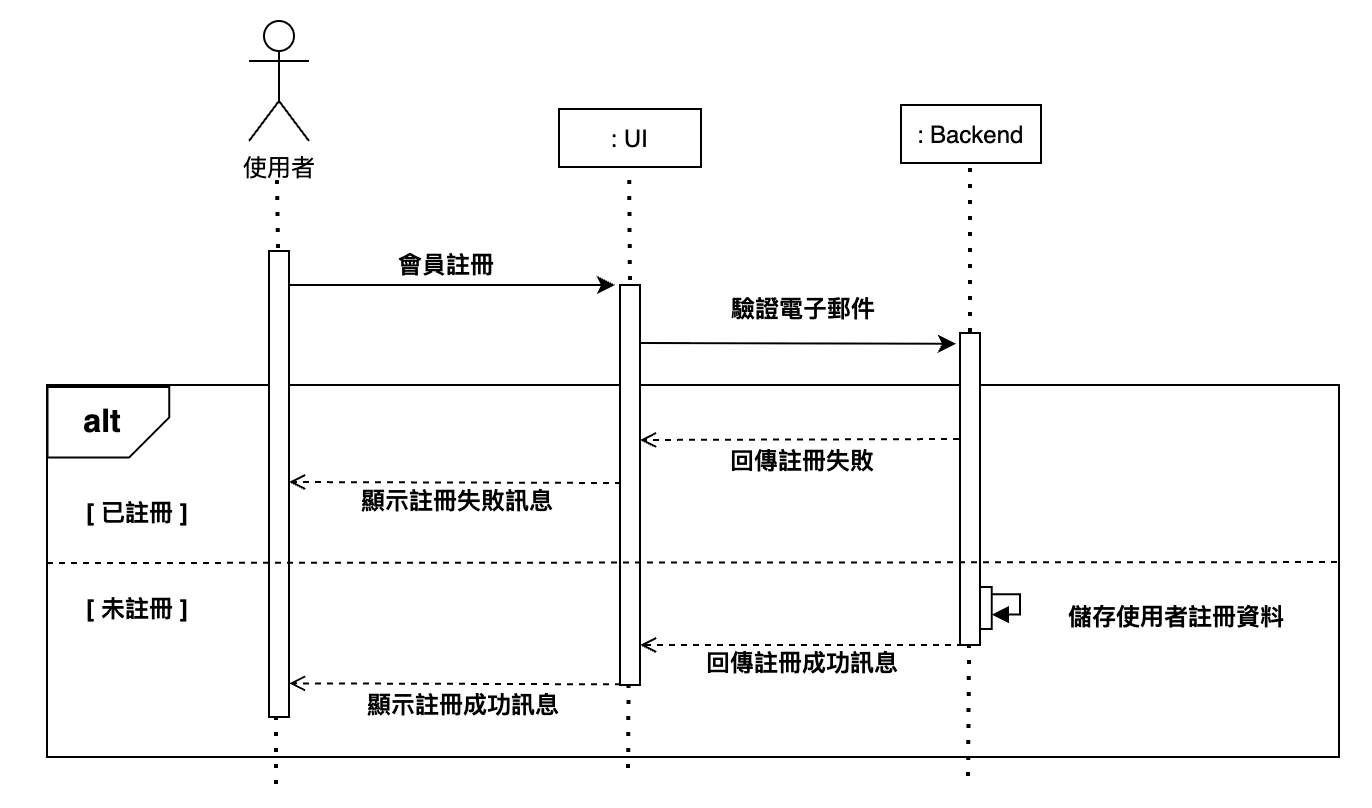 使用者
: UI
: Backend
會員註冊
驗證電子郵件
alt
回傳註冊失敗
顯示註冊失敗訊息
[ 已註冊 ]
[ 未註冊 ]
儲存使用者註冊資料
回傳註冊成功訊息
顯示註冊成功訊息